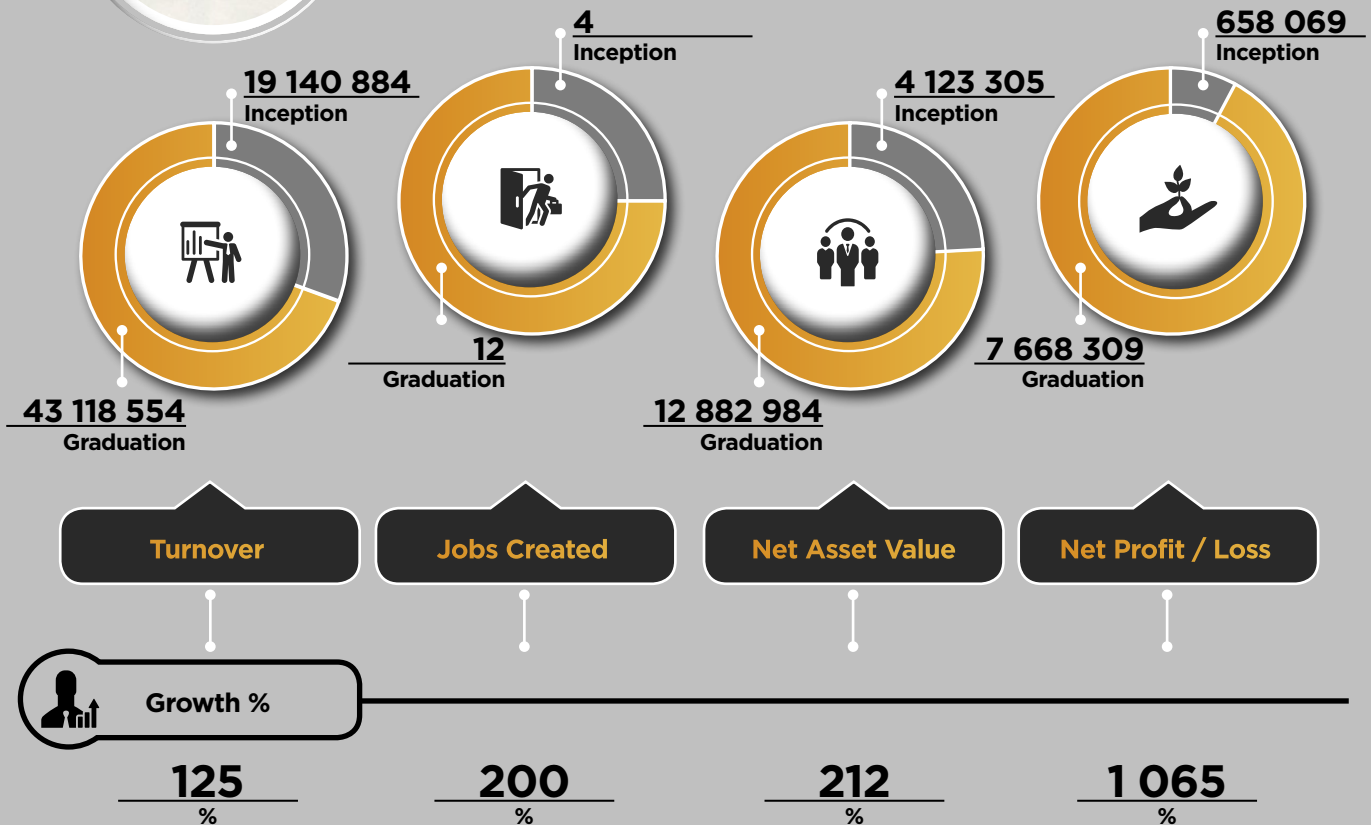 4
Inception
658 069
Inception
19 140 884
Inception
4 123 305
Inception
12
Graduation
7 668 309
Graduation
43 118 554
Graduation
12 882 984
Graduation
Turnover
Jobs Created
Net Asset Value
Net Profit / Loss
Growth %
125
%
200
%
212
%
1 065
%